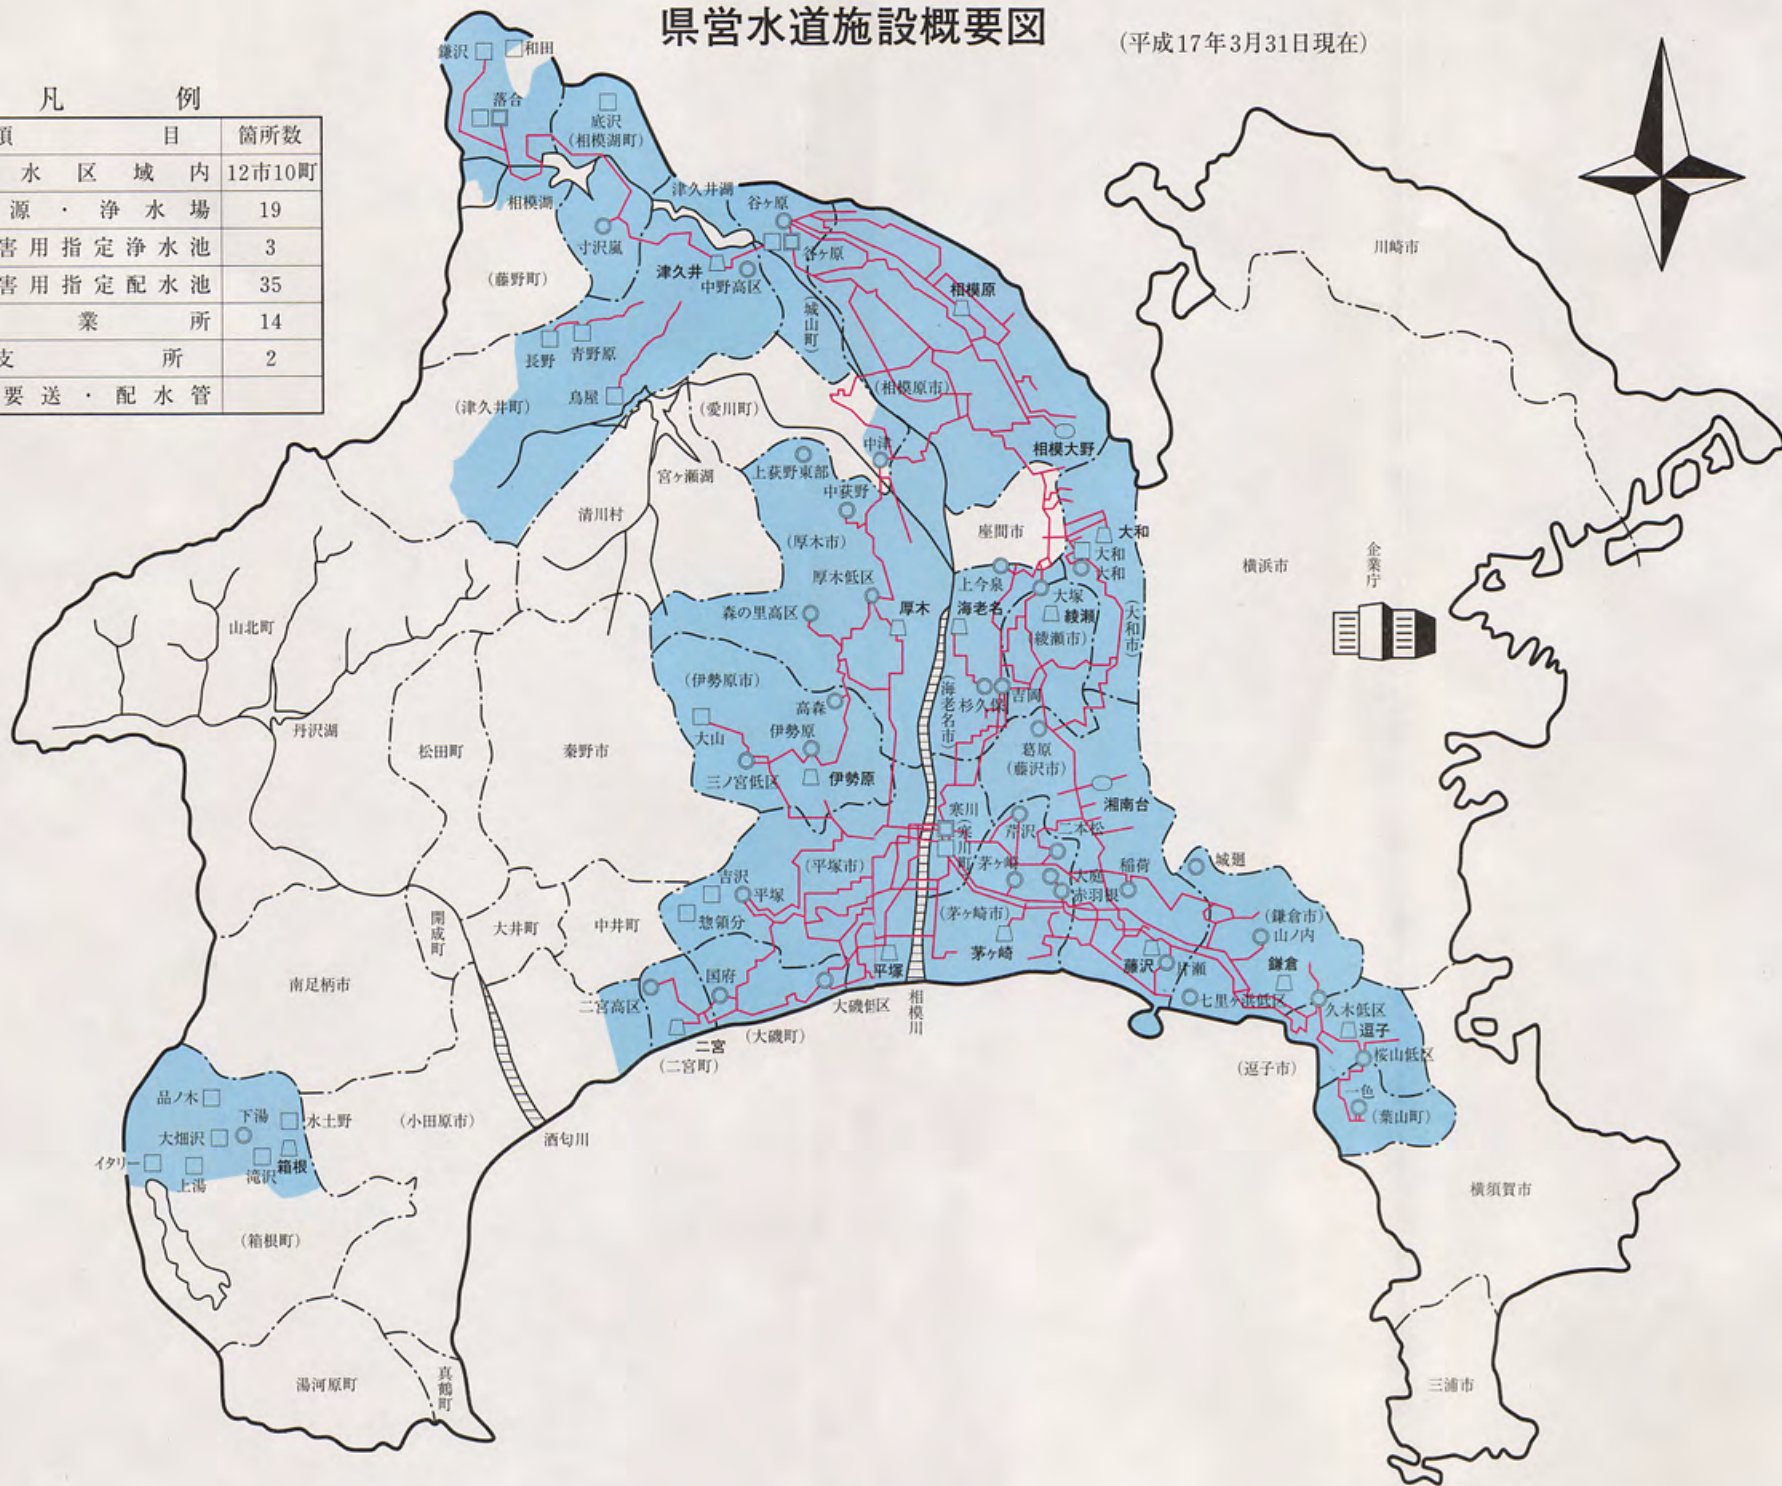 県営水道施設概要図
(平成17年3月31日現在)
凡 例
項 目 箇所数
水 区 域 内 12市10町
源 ・ 浄 水 場 19
害 用 指 定 浄 水 池 3
害 用 指 定 配 水 池 35
業 所 14
支 所 2
要 送 ・ 配 水 管
鎌沢
和田
落合
底沢
(相模湖町)
相模湖
津久井湖
谷ヶ原
谷ヶ原
寸沢嵐
津久井
中野高区
(藤野町)
(城山町)
相模原
川崎市
長野
青野原
鳥屋
(津久井町)
(愛川町)
(相模原市)
中津
相模大野
上荻野東部
宮ヶ瀬湖
中荻野
清川村
(厚木市)
座間市
大和
大和
大和
横浜市
企業庁
上今泉
大塚
厚木低区
森の里高区
厚木
海老名
綾瀬
(綾瀬市)
(大和市)
山北町
(伊勢原市)
高森
(海老名市)
杉久保
吉岡
大山
伊勢原
葛原
丹沢湖
松田町
秦野市
三ノ宮低区
伊勢原
(藤沢市)
湘南台
寒川
(寒川町)
芹沢
二本松
(平塚市)
茅ヶ崎
大庭
稲荷
城廻
吉沢
平塚
赤羽根
惣領分
(茅ヶ崎市)
(鎌倉市)
山ノ内
開成町
大井町
中井町
茅ヶ崎
平塚
藤沢
片瀬
鎌倉
南足柄市
国府
二宮高区
大磯低区
相模川
七里ヶ浜低区
久木低区
逗子
二宮
(大磯町)
(二宮町)
(逗子市)
桜山低区
一色
(葉山町)
品ノ木
下湯
水土野
(小田原市)
大畑沢
酒匂川
イタリー
上湯
滝沢
箱根
横須賀市
(箱根町)
湯河原町
真鶴町
三浦市